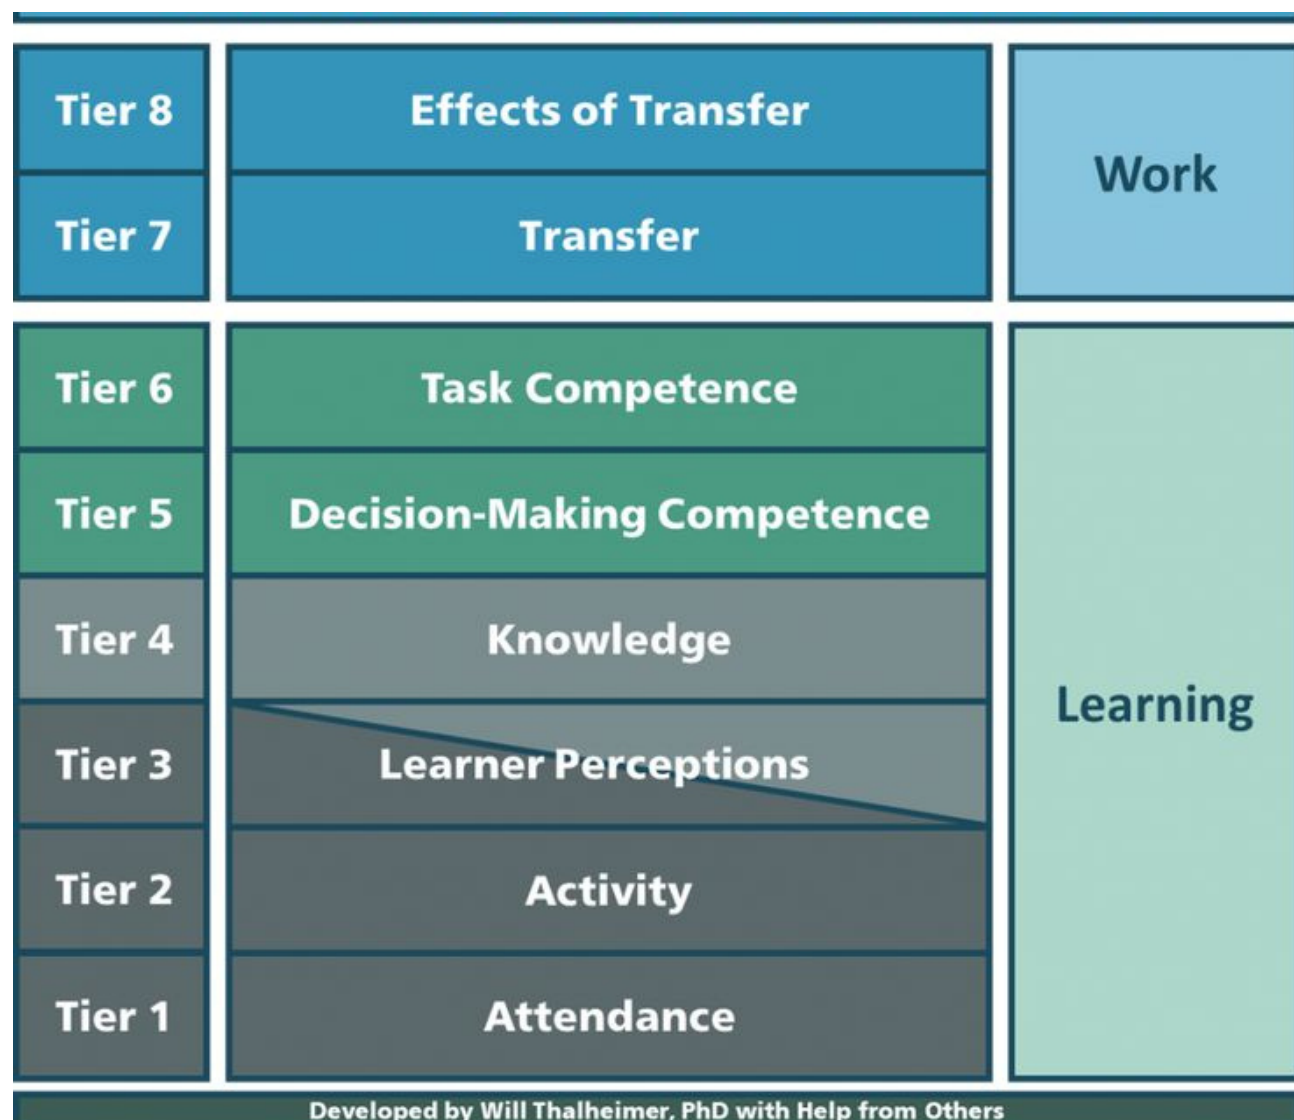 Tier 8 Effects of Transfer
Work
Tier 7 Transfer
Tier 6 Task Competence
Tier 5 Decision-Making Competence
Tier 4 Knowledge
Learning
Tier 3 Learner Perceptions
Tier 2 Activity
Tier 1 Attendance
Developed by Will Thalheimer, PhD with Help from Others